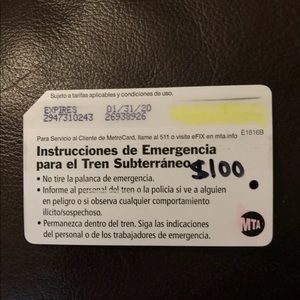 Sujeto a tarifas aplicables y condiciones de uso.
EXPIRES 01/31/20
2947310243 26938926
E1816B
Para Servicio al Cliente de MetroCard, llame al 511 o visite eFIX en mta.info
Instrucciones de Emergencia
para el Tren Subterráneo
$100
• No tire la palanca de emergencia.
• Informe al personal del tren o la policía si ve a alguien
en peligro o si observa cualquier comportamiento
ilícito/sospechoso.
• Permanezca dentro del tren. Siga las indicaciones
del personal o de los trabajadores de emergencia.
MTA